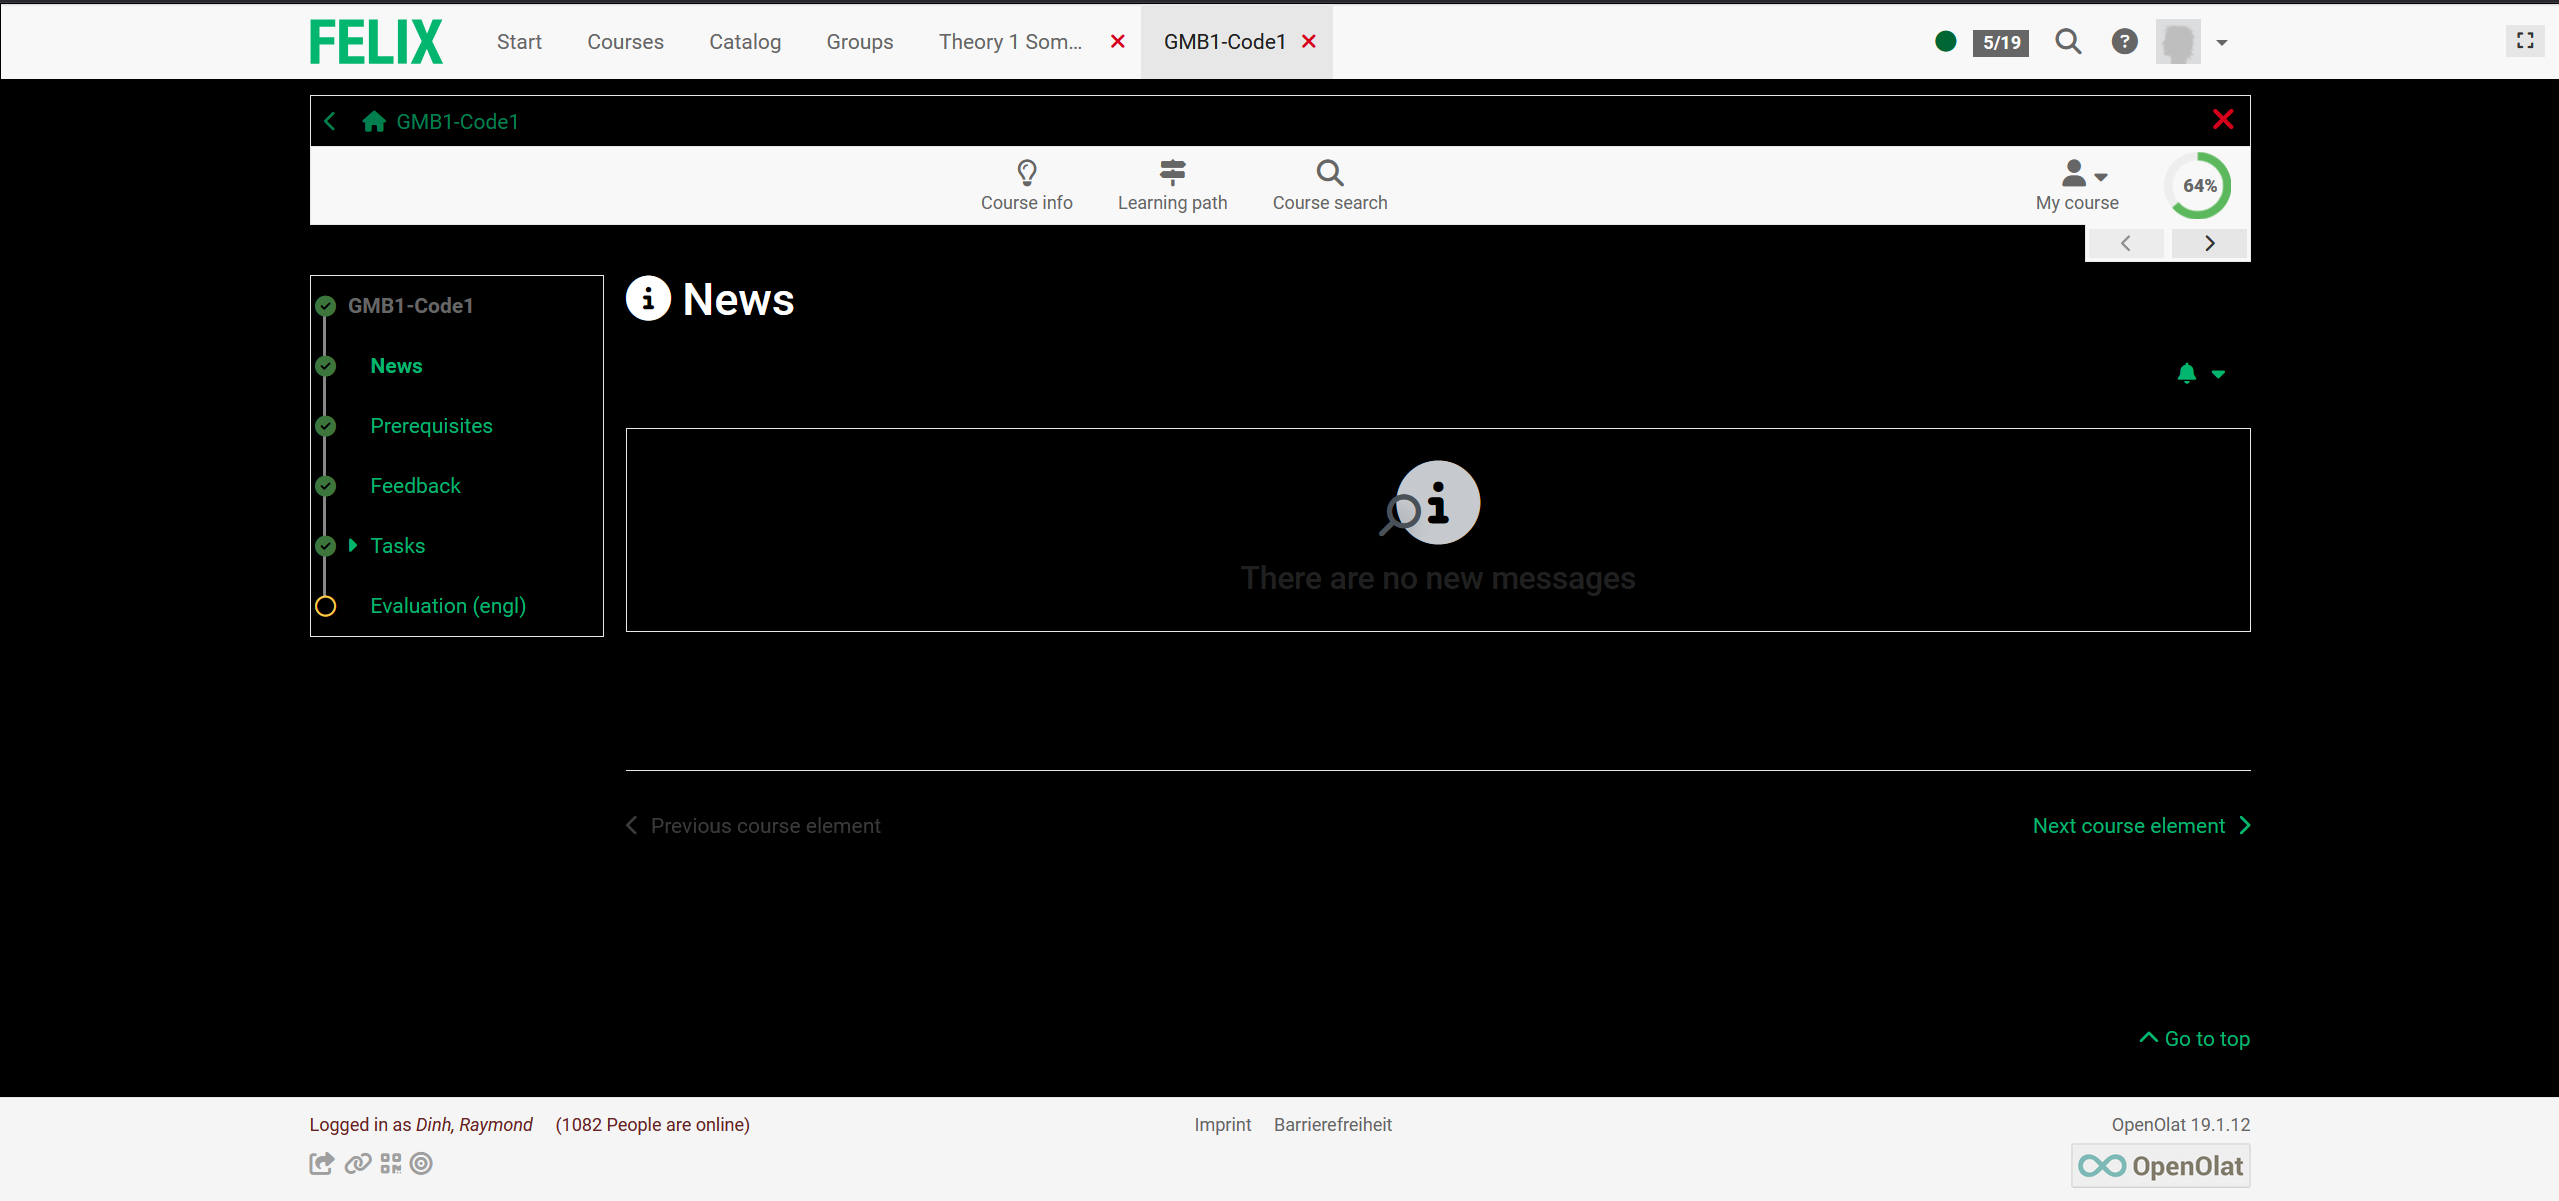 FELIX
Start
Courses
Catalog
Groups
Theory 1 Som...
GMB1-Code1
5/19
GMB1-Code1
Course info
Learning path
Course search
My course
64%
GMB1-Code1
News
Prerequisites
Feedback
Tasks
Evaluation (engl)
News
There are no new messages
Previous course element
Next course element
Go to top
Logged in as Dinh, Raymond (1082 People are online)
Imprint
Barrierefreiheit
OpenOlat 19.1.12
OpenOlat